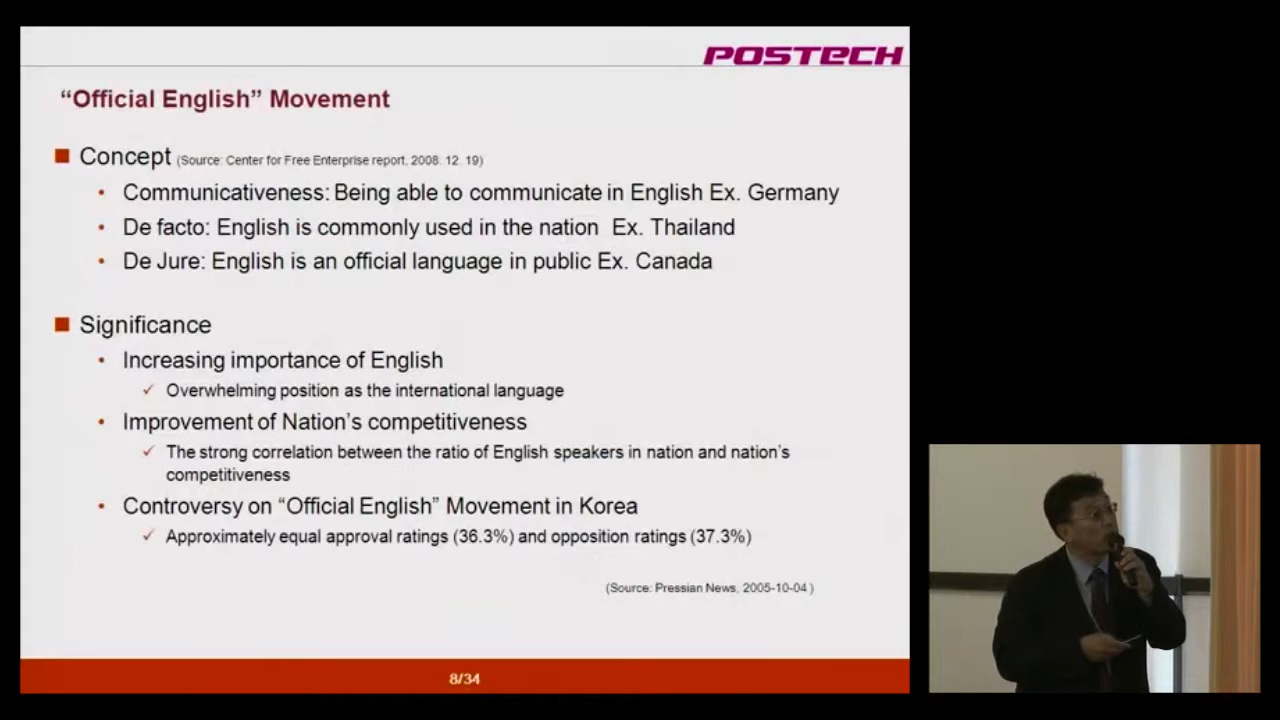 POSTECH
“Official English” Movement
Concept (Source: Center for Free Enterprise report, 2008. 12. 19)
Communicativeness: Being able to communicate in English Ex. Germany
De facto: English is commonly used in the nation Ex. Thailand
De Jure: English is an official language in public Ex. Canada
Significance
Increasing importance of English
Overwhelming position as the international language
Improvement of Nation’s competitiveness
The strong correlation between the ratio of English speakers in nation and nation’s
competitiveness
Controversy on “Official English” Movement in Korea
Approximately equal approval ratings (36.3%) and opposition ratings (37.3%)
(Source: Pressian News, 2005-10-04 )
8/34